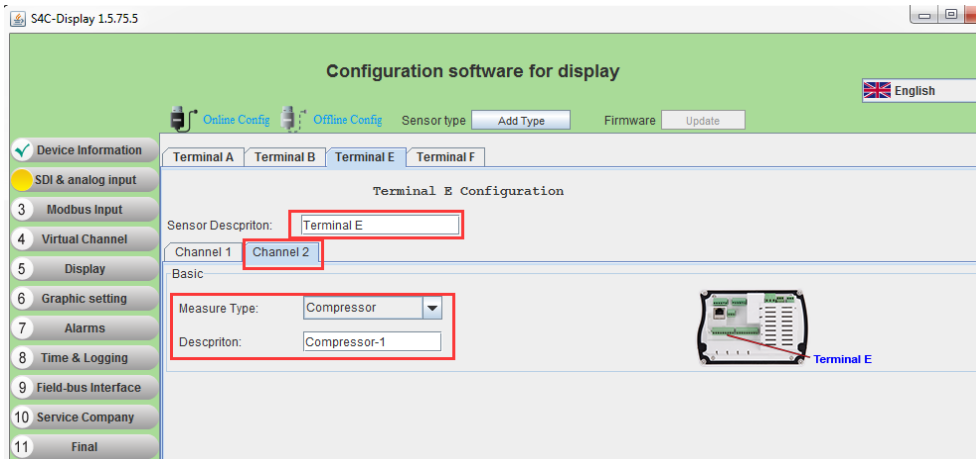 S4C-Display 1.5.75.5
Configuration software for display
English
Online Config Offline Config Sensor type Add Type Firmware Update
Device Information
SDI & analog input
3 Modbus Input
4 Virtual Channel
5 Display
6 Graphic setting
7 Alarms
8 Time & Logging
9 Field-bus Interface
10 Service Company
11 Final
Terminal A Terminal B Terminal E Terminal F
Terminal E Configuration
Sensor Descpriton: Terminal E
Channel 1 Channel 2
Basic
Measure Type: Compressor
Descpriton: Compressor-1
Terminal E